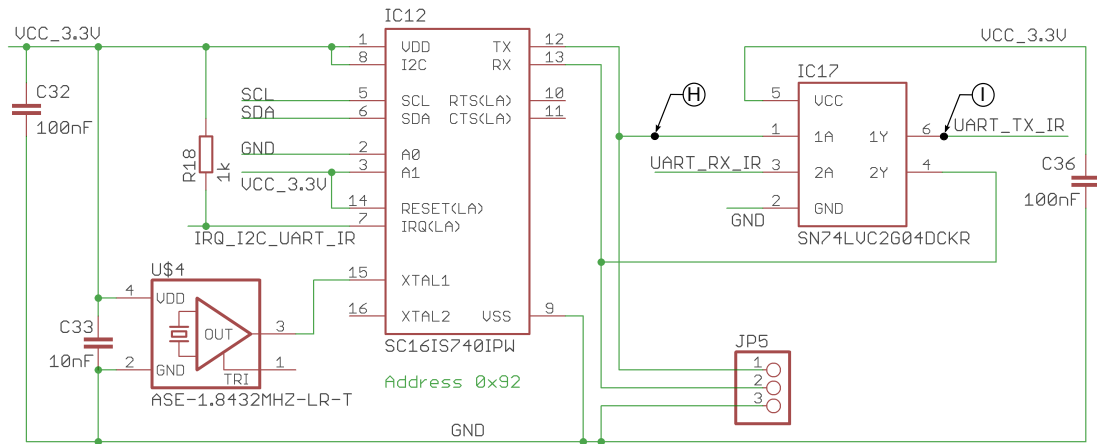 IC12
VCC_3.3V
1 VDD TX 12
8 I2C RX 13
VCC_3.3V
IC17
C32
100nF
SCL 5 SCL RTS(LA) 10
SDA 6 SDA CTS(LA) 11
H
5 VCC
I
1 1A 1Y 6 UART_TX_IR
R18
1k
GND 2 A0
3 A1
VCC_3.3V
UART_RX_IR 3 2A 2Y 4
C36
100nF
14 RESET(LA)
7 IRQ(LA)
IRQ_I2C_UART_IR
2 GND
GND
SN74LVC2G04DCKR
U$4
15 XTAL1
4 VDD
16 XTAL2 VSS 9
C33
10nF
OUT 3
SC16IS740IPW
JP5
2 GND
1
TRI
1
2
3
Address 0x92
ASE-1.8432MHZ-LR-T
GND